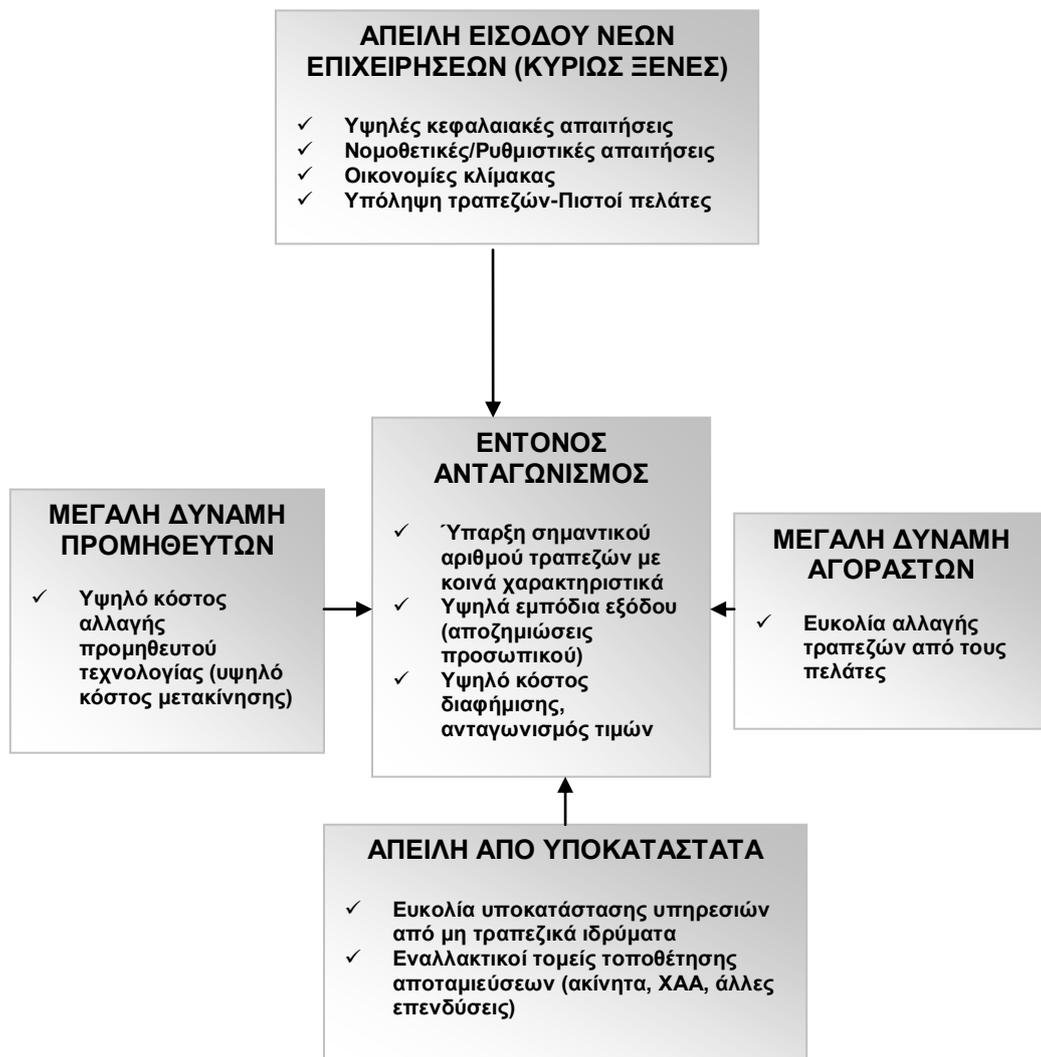 ΑΠΕΙΛΗ ΕΙΣΟΔΟΥ ΝΕΩΝ
ΕΠΙΧΕΙΡΗΣΕΩΝ (ΚΥΡΙΩΣ ΞΕΝΕΣ)
✓ Υψηλές κεφαλαιακές απαιτήσεις
✓ Νομοθετικές/Ρυθμιστικές απαιτήσεις
✓ Οικονομίες κλίμακας
✓ Υπόληψη τραπεζών-Πιστοί πελάτες
ΜΕΓΑΛΗ ΔΥΝΑΜΗ
ΠΡΟΜΗΘΕΥΤΩΝ
✓ Υψηλό κόστος
αλλαγής
προμηθευτού
τεχνολογίας (υψηλό
κόστος μετακίνησης)
ΕΝΤΟΝΟΣ
ΑΝΤΑΓΩΝΙΣΜΟΣ
✓ Ύπαρξη σημαντικού
αριθμού τραπεζών με
κοινά χαρακτηριστικά
✓ Υψηλά εμπόδια εξόδου
(αποζημιώσεις
προσωπικού)
✓ Υψηλό κόστος
διαφήμισης,
ανταγωνισμός τιμών
ΜΕΓΑΛΗ ΔΥΝΑΜΗ
ΑΓΟΡΑΣΤΩΝ
✓ Ευκολία αλλαγής
τραπεζών από τους
πελάτες
ΑΠΕΙΛΗ ΑΠΟ ΥΠΟΚΑΤΑΣΤΑΤΑ
✓ Ευκολία υποκατάστασης υπηρεσιών
από μη τραπεζικά ιδρύματα
✓ Εναλλακτικοί τομείς τοποθέτησης
αποταμιεύσεων (ακίνητα, ΧΑΑ, άλλες
επενδύσεις)